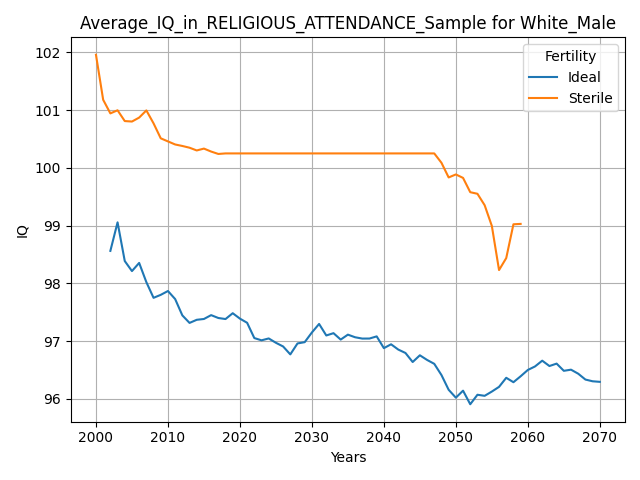 Average_IQ_in_RELIGIOUS_ATTENDANCE_Sample for White_Male
Fertility
Ideal
Sterile
IQ
102
101
100
99
98
97
96
2000 2010 2020 2030 2040 2050 2060 2070
Years